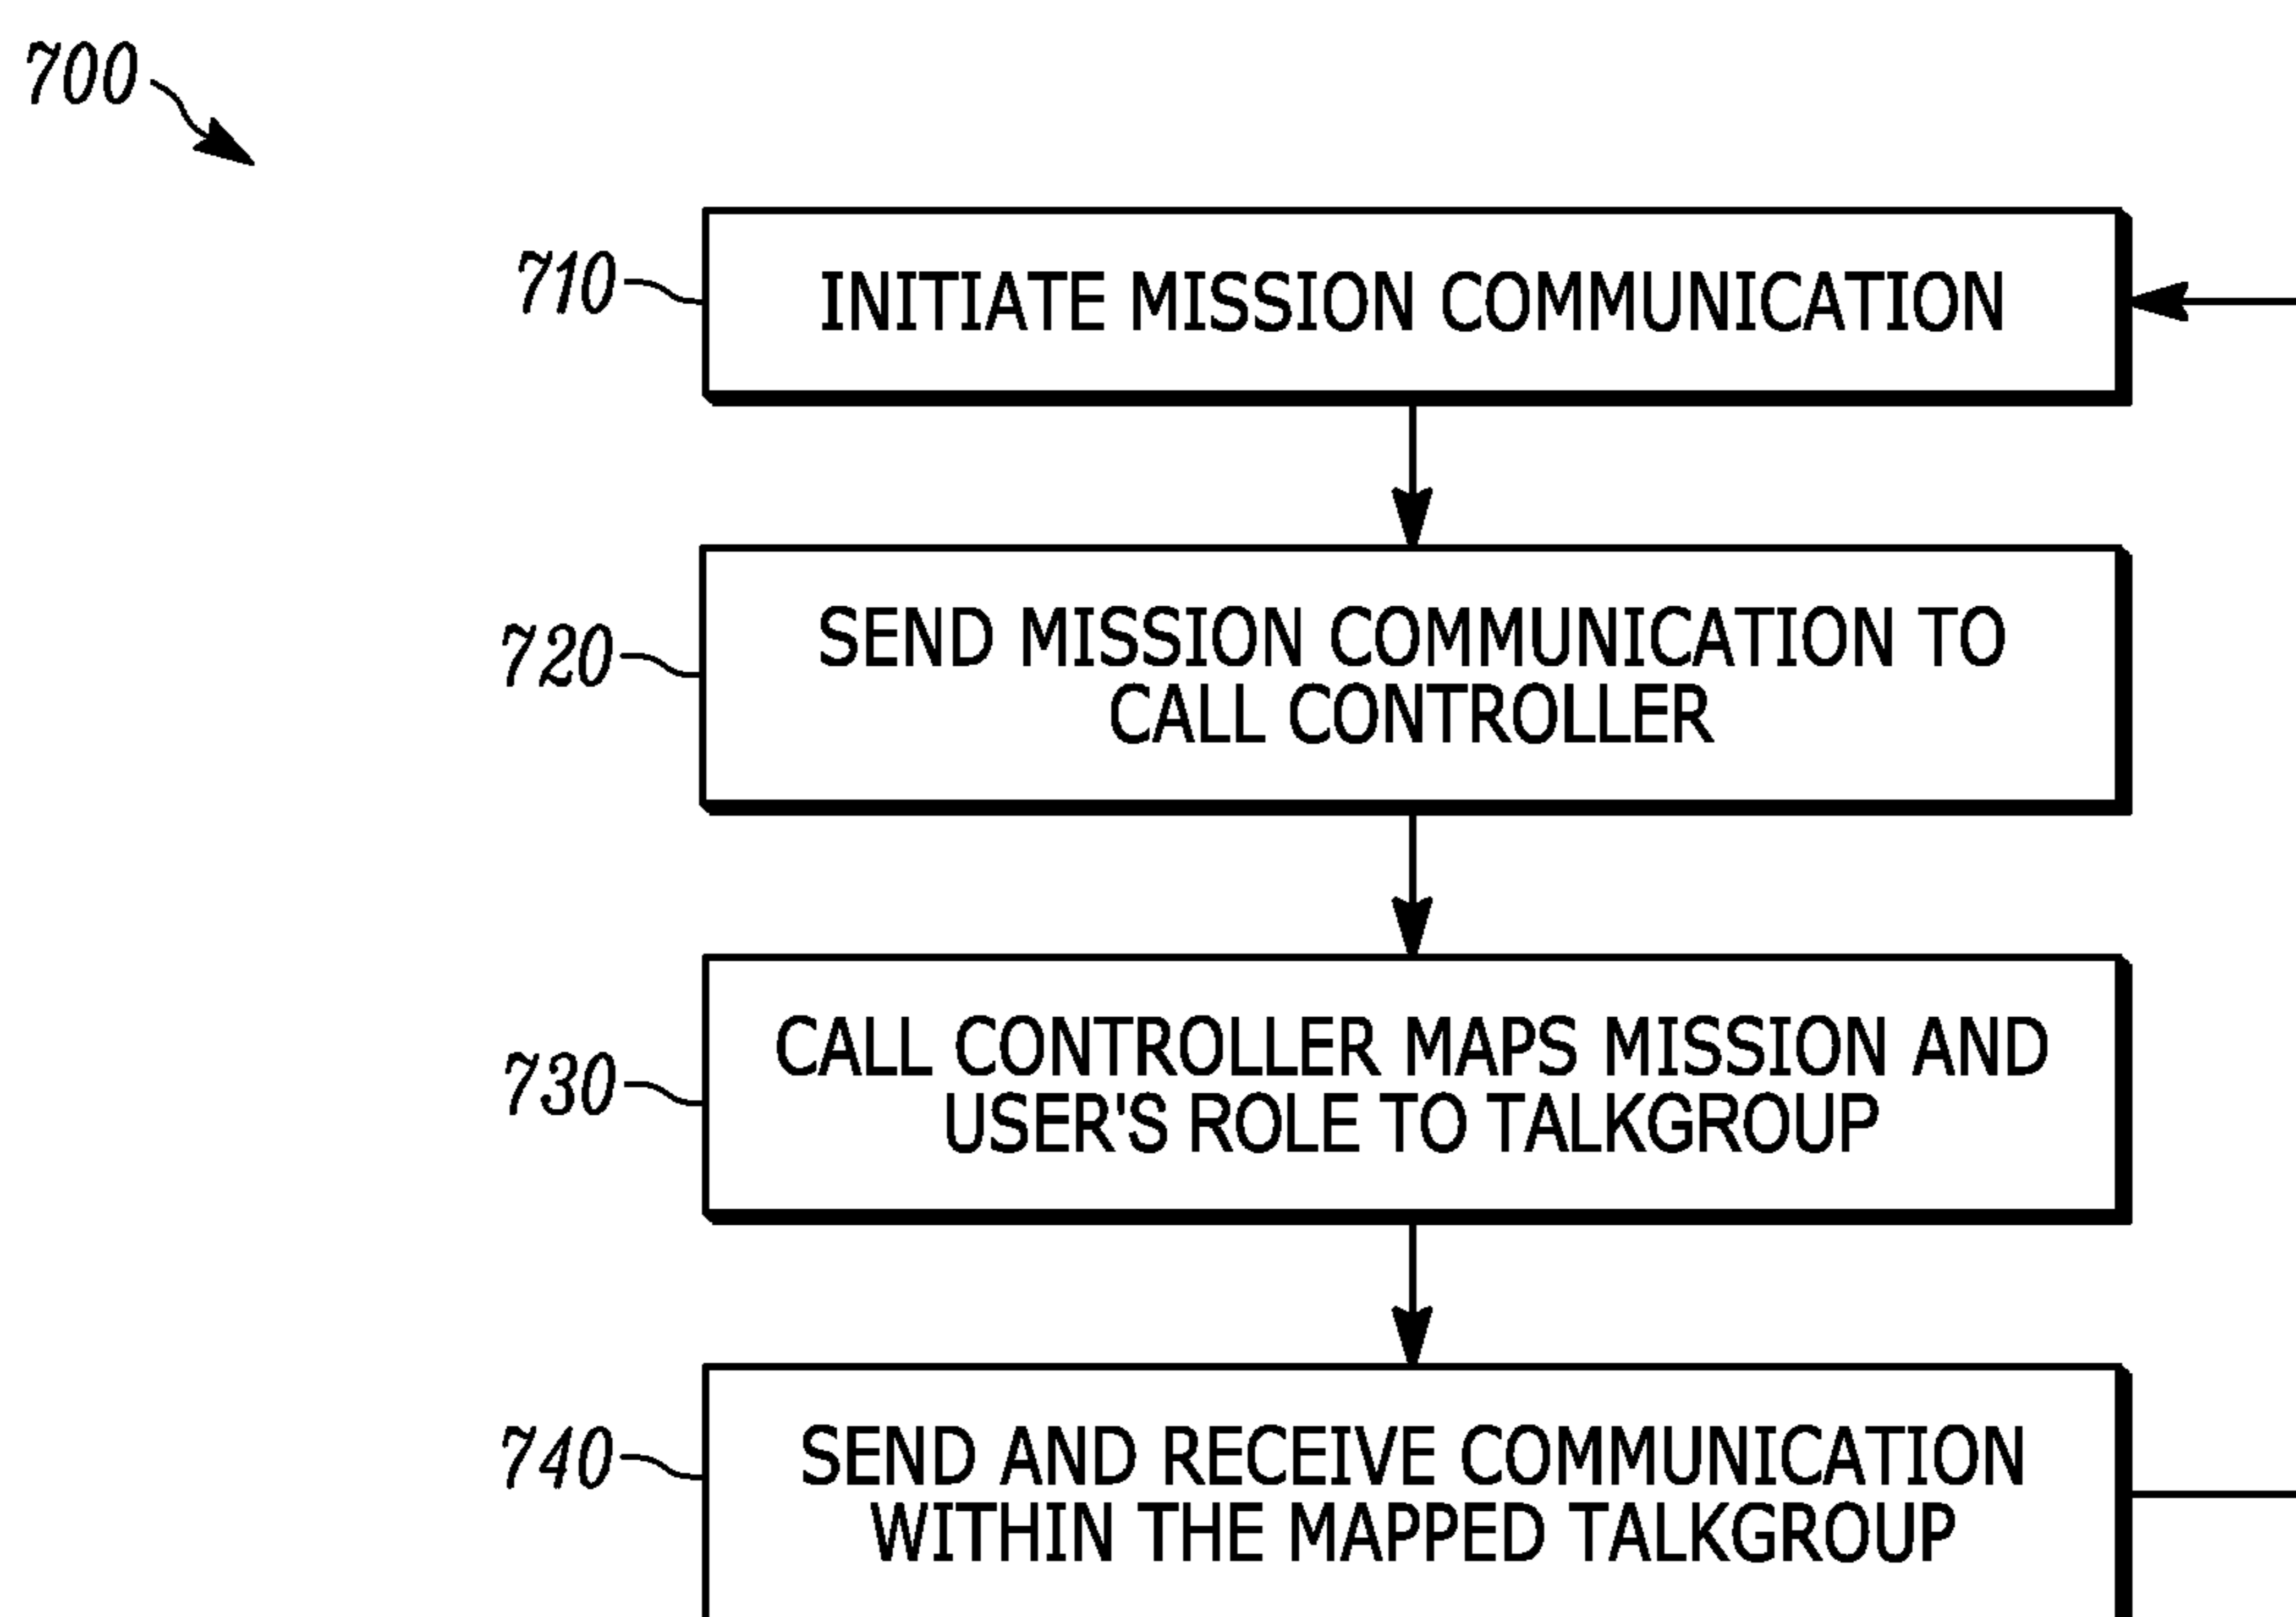 700
710
INITIATE MISSION COMMUNICATION
720
SEND MISSION COMMUNICATION TO
CALL CONTROLLER
730
CALL CONTROLLER MAPS MISSION AND
USER'S ROLE TO TALKGROUP
740
SEND AND RECEIVE COMMUNICATION
WITHIN THE MAPPED TALKGROUP